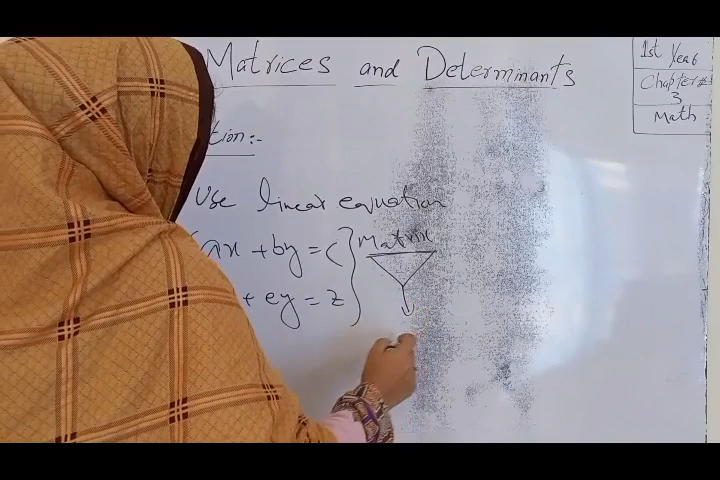 Matrices and Determinants
1st Year
Chapter #
3
Math
tion:-
Use linear equation
ax + by = c
Matrix
+ ey = z